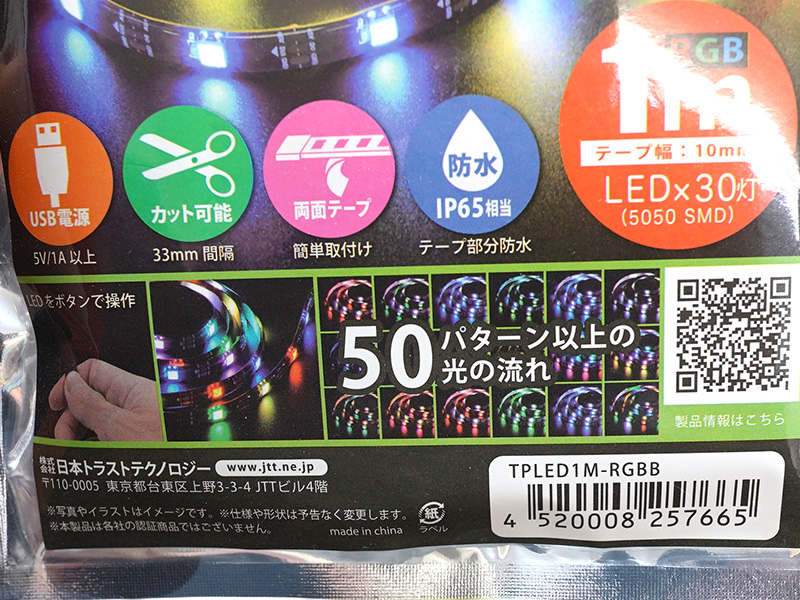 RGB
1m
テープ幅：10mm
LED×30灯
(5050 SMD)
USB電源
5V/1A 以上
カット可能
33mm 間隔
両面テープ
簡単取付け
防水
IP65相当
テープ部分防水
LEDをボタンで操作
50パターン以上の
光の流れ
製品情報はこちら
株式会社日本トラストテクノロジー www.jtt.ne.jp
〒110-0005 東京都台東区上野3-3-4 JTTビル4階
※写真やイラストはイメージです。※仕様や形状は予告なく変更します。
※本製品は各社の認証商品ではございません。
made in china
紙
ラベル
TPLED1M-RGBB
4 520008 257665